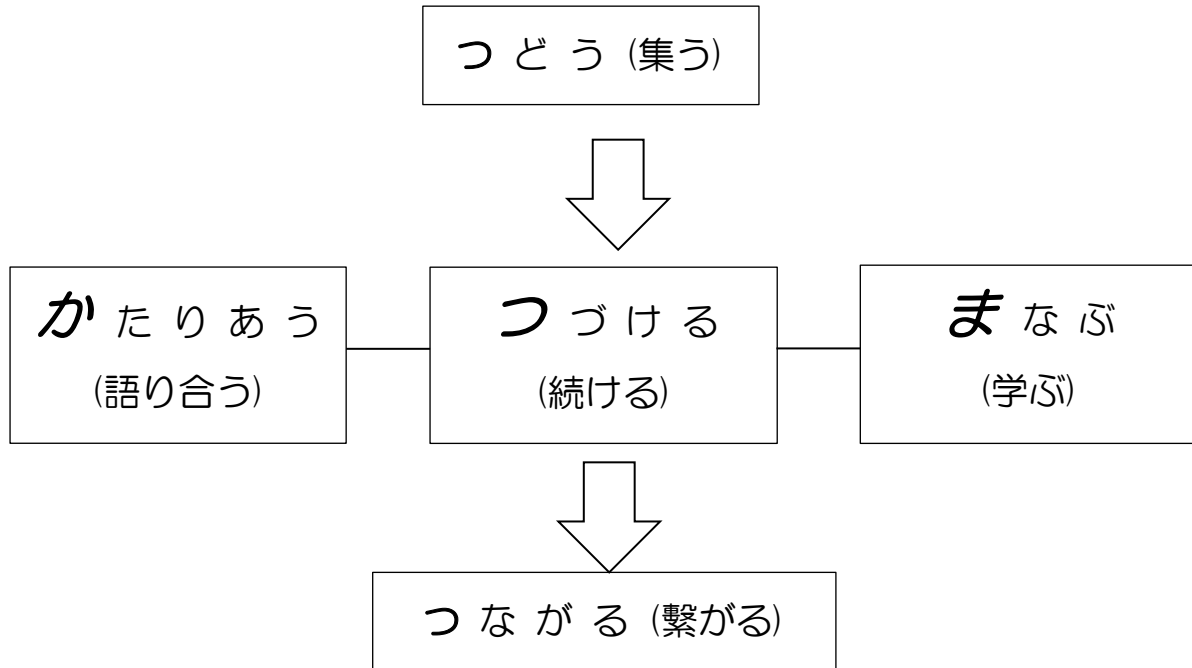 つどう(集う)
かたりあう
(語り合う)
つづける
(続ける)
まなぶ
(学ぶ)
つながる(繋がる)